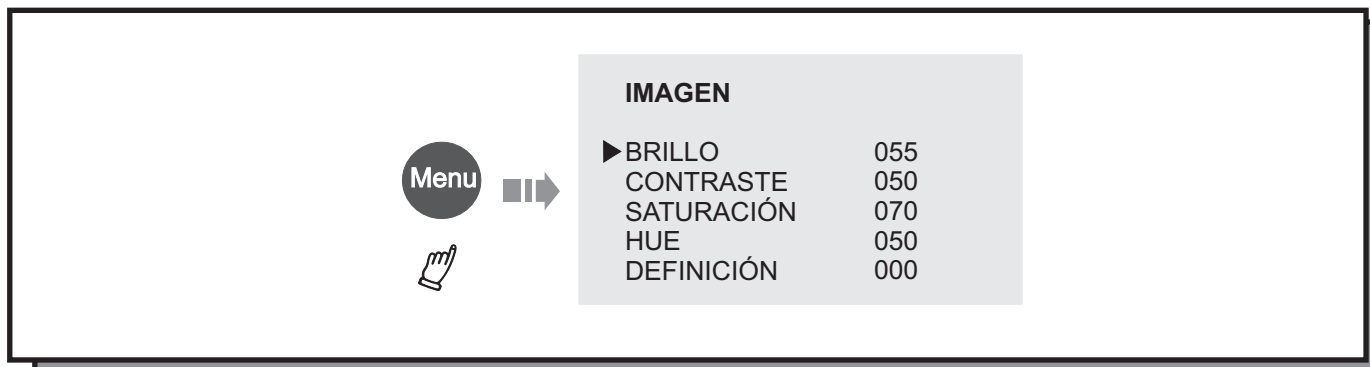 IMAGEN
Menu
▶BRILLO 055
CONTRASTE 050
SATURACIÓN 070
HUE 050
DEFINICIÓN 000